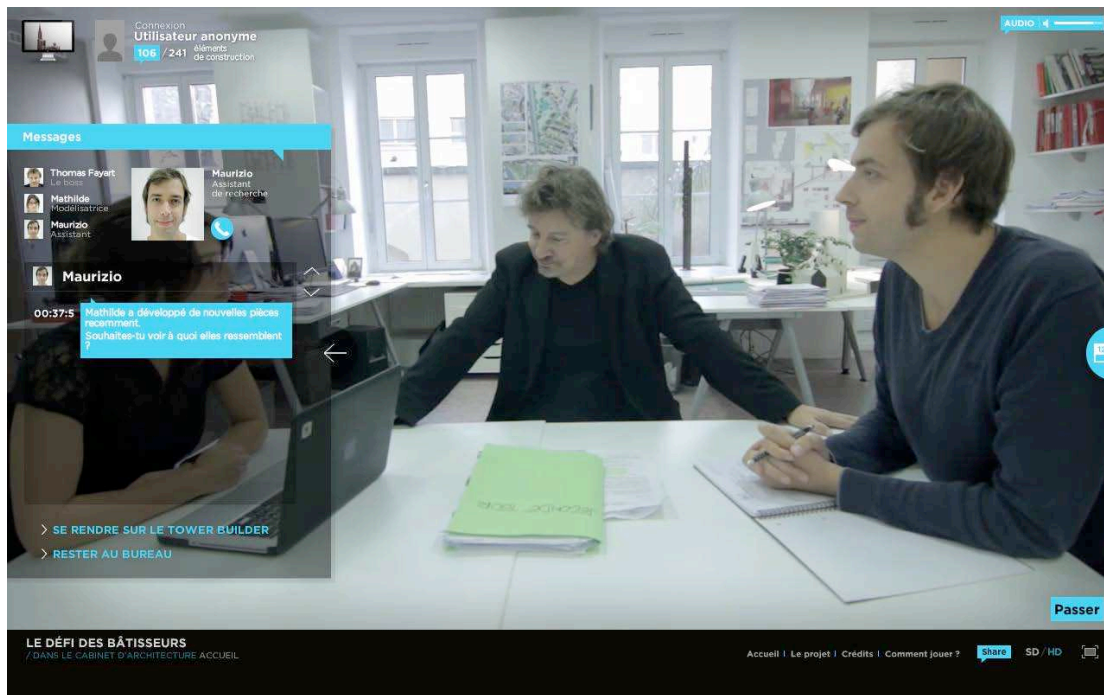 Connexion
Utilisateur anonyme
106 / 241 éléments de construction
AUDIO
Messages
Thomas Fayart
Le boss
Mathilde
Modélisatrice
Maurizio
Assistant
Maurizio
Assistant
de recherche
Maurizio
00:37:5
Mathilde a développé de nouvelles pièces
recemment.
Souhaites-tu voir à quoi elles ressemblent
?
> SE RENDRE SUR LE TOWER BUILDER
> RESTER AU BUREAU
Passer
LE DÉFI DES BÂTISSEURS
/ DANS LE CABINET D'ARCHITECTURE ACCUEIL
Accueil | Le projet | Crédits | Comment jouer ?
Share
SD / HD